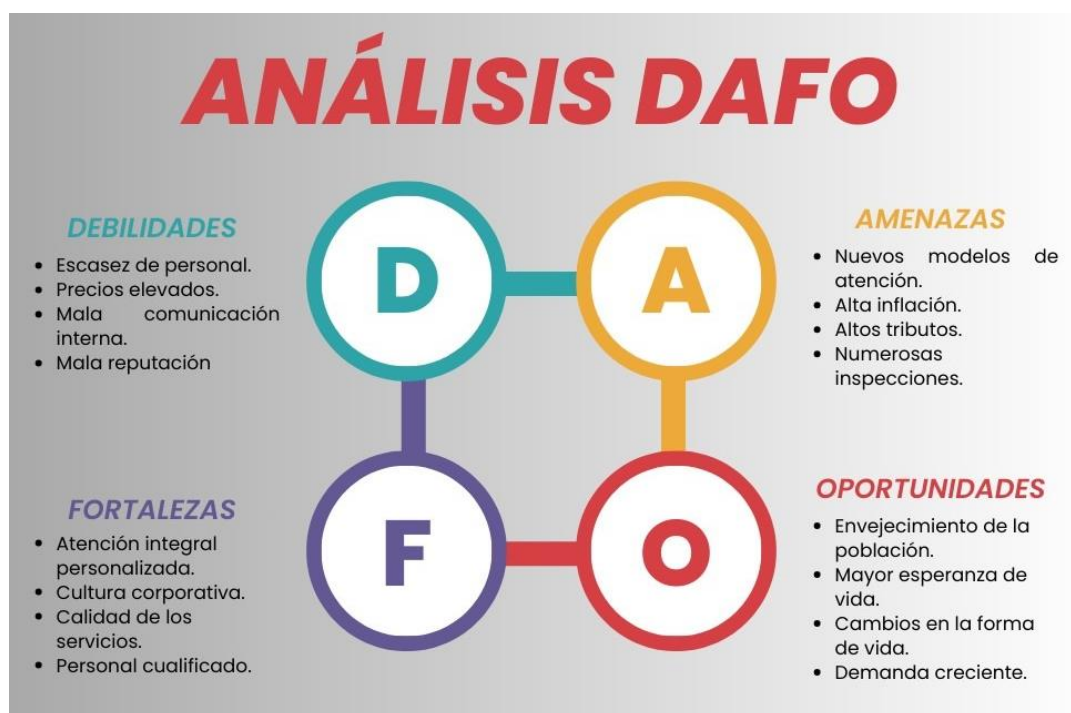 ANÁLISIS DAFO
DEBILIDADES
• Escasez de personal.
• Precios elevados.
• Mala comunicación
interna.
• Mala reputación
D
A
AMENAZAS
• Nuevos modelos de
atención.
• Alta inflación.
• Altos tributos.
• Numerosas
inspecciones.
FORTALEZAS
• Atención integral
personalizada.
• Cultura corporativa.
• Calidad de los
servicios.
• Personal cualificado.
F
O
OPORTUNIDADES
• Envejecimiento de la
población.
• Mayor esperanza de
vida.
• Cambios en la forma
de vida.
• Demanda creciente.